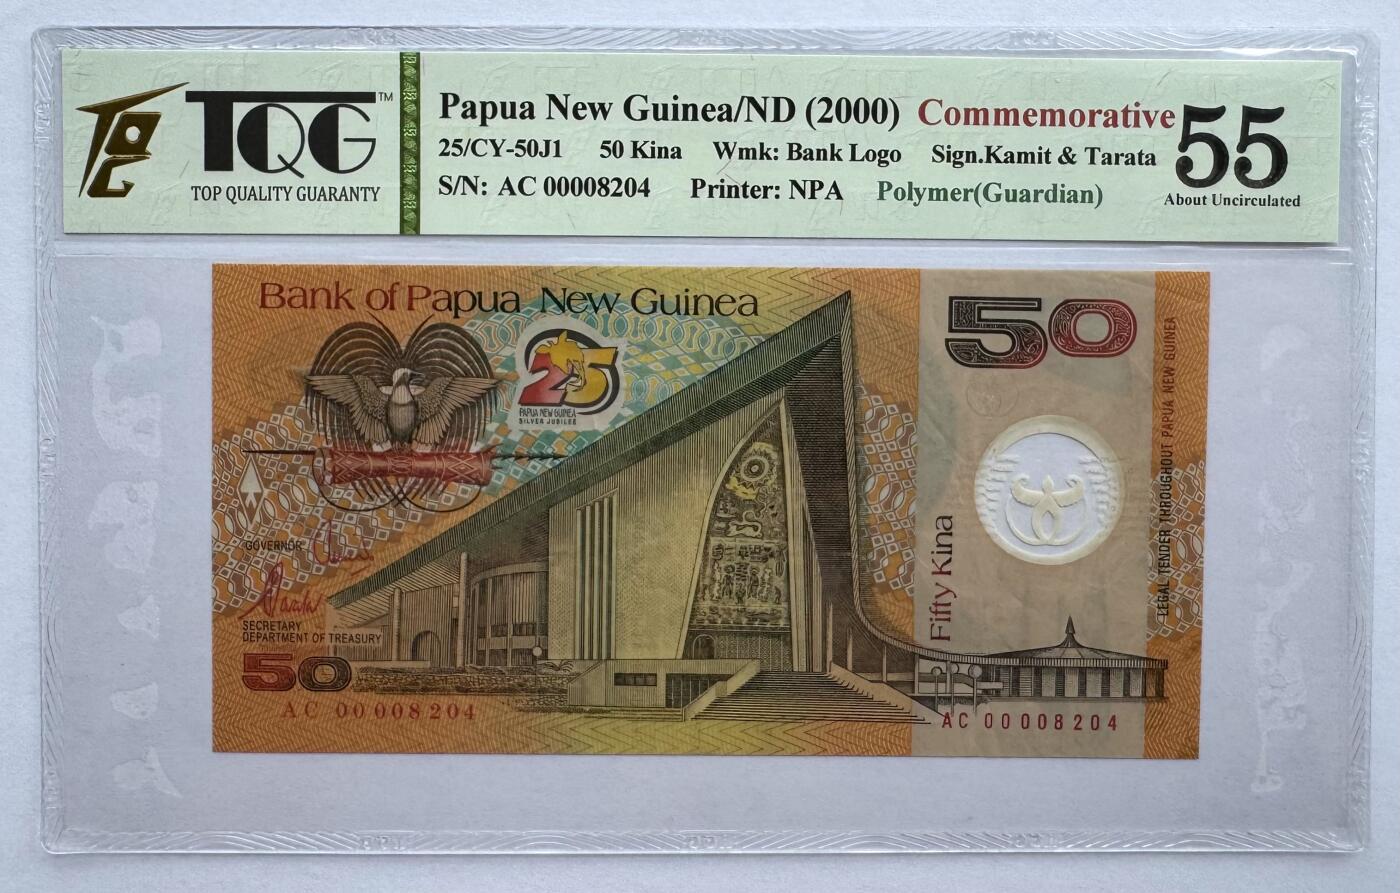 TQG™
TOP QUALITY GUARANTY
Papua New Guinea/ND (2000) Commemorative
25/CY-50J1 50 Kina Wmk: Bank Logo Sign.Kamit & Tarata
S/N: AC 00008204 Printer: NPA Polymer(Guardian)
55
About Uncirculated
Bank of Papua New Guinea
25
PAPUA NEW GUINEA
SILVER JUBILEE
50
LEGAL TENDER THROUGHOUT PAPUA NEW GUINEA
Fifty Kina
GOVERNOR
SECRETARY
DEPARTMENT OF TREASURY
50
AC 00008204
AC 00008204